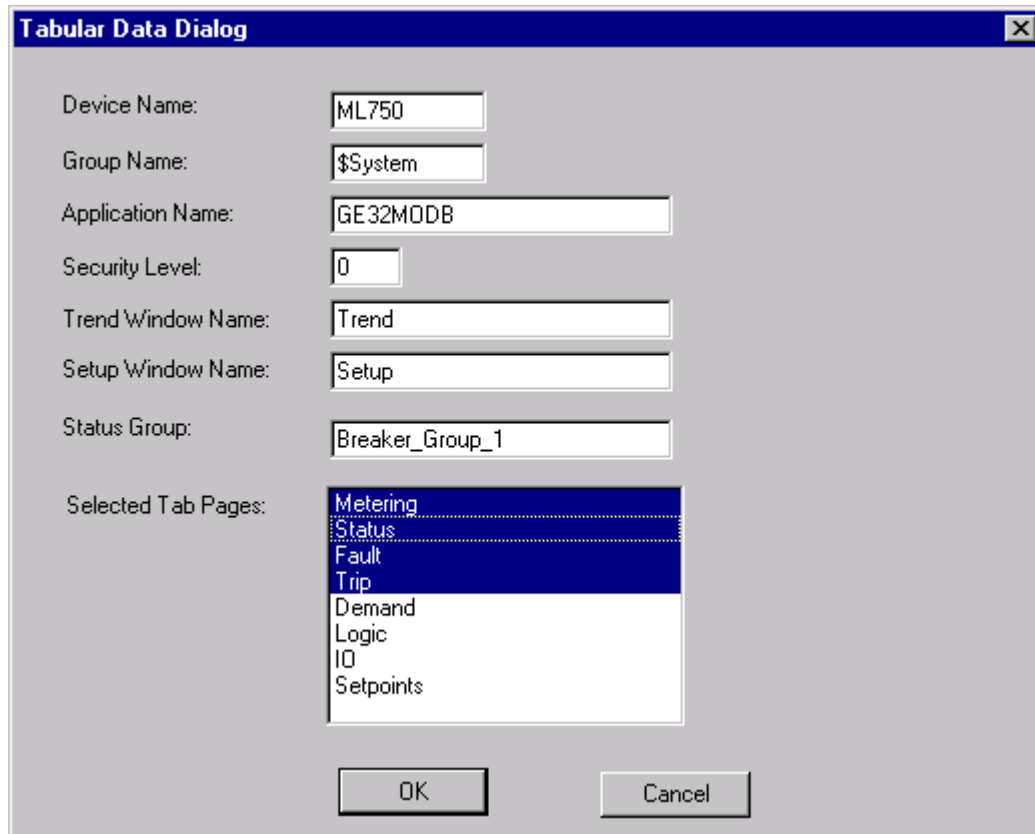 Tabular Data Dialog
Device Name: ML750
Group Name: $System
Application Name: GE32MODB
Security Level: 0
Trend Window Name: Trend
Setup Window Name: Setup
Status Group: Breaker_Group_1
Selected Tab Pages: Metering
Status
Fault
Trip
Demand
Logic
IO
Setpoints
OK Cancel